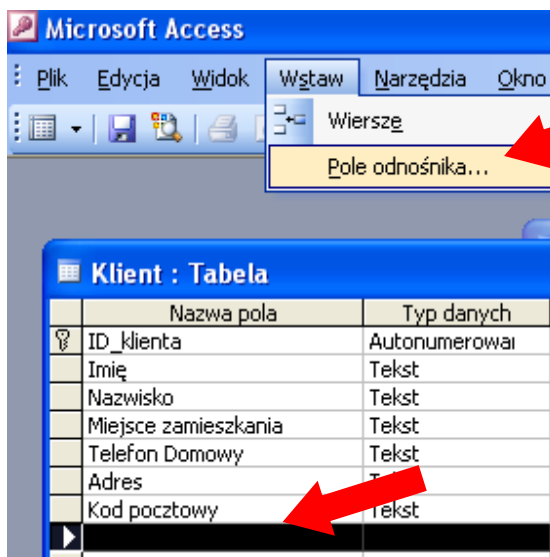 Microsoft Access
Plik Edycja Widok Wstaw Narzędzia Okno
Wiersze
Pole odnośnika...
Klient : Tabela
Nazwa pola Typ danych
ID_klienta Autonumerowa
Imię Tekst
Nazwisko Tekst
Miejsce zamieszkania Tekst
Telefon Domowy Tekst
Adres
Kod pocztowy Tekst